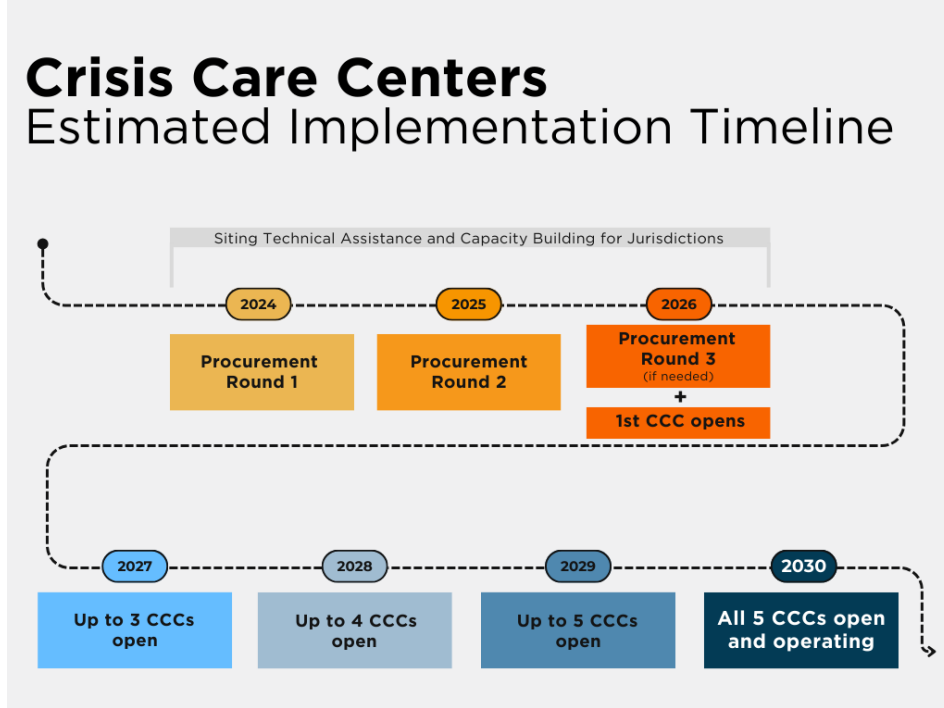 Crisis Care Centers
Estimated Implementation Timeline
Siting Technical Assistance and Capacity Building for Jurisdictions
2024
2025
2026
Procurement
Round 1
Procurement
Round 2
Procurement
Round 3
(if needed)
+
1st CCC opens
2027
2028
2029
2030
Up to 3 CCCs
open
Up to 4 CCCs
open
Up to 5 CCCs
open
All 5 CCCs open
and operating